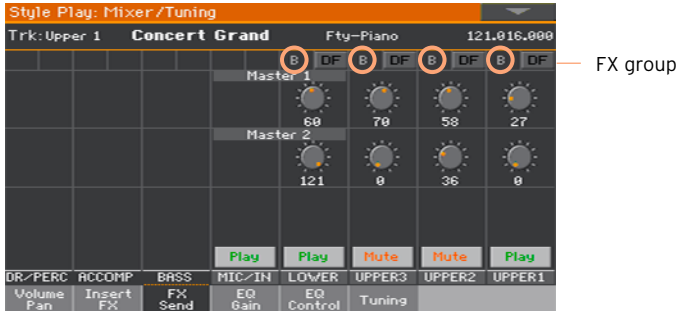 Style Play: Mixer/Tuning
Trk:Upper 1 Concert Grand Fty-Piano 121.016.000
B DF B DF B DF B DF FX group
Master 1
60 70 58 27
Master 2
121 0 36 0
Play Play Mute Mute Play
DR/PERC ACCOMP BASS MIC/IN LOWER UPPER3 UPPER2 UPPER1
Volume Pan Insert FX FX Send EQ Gain EQ Control Tuning